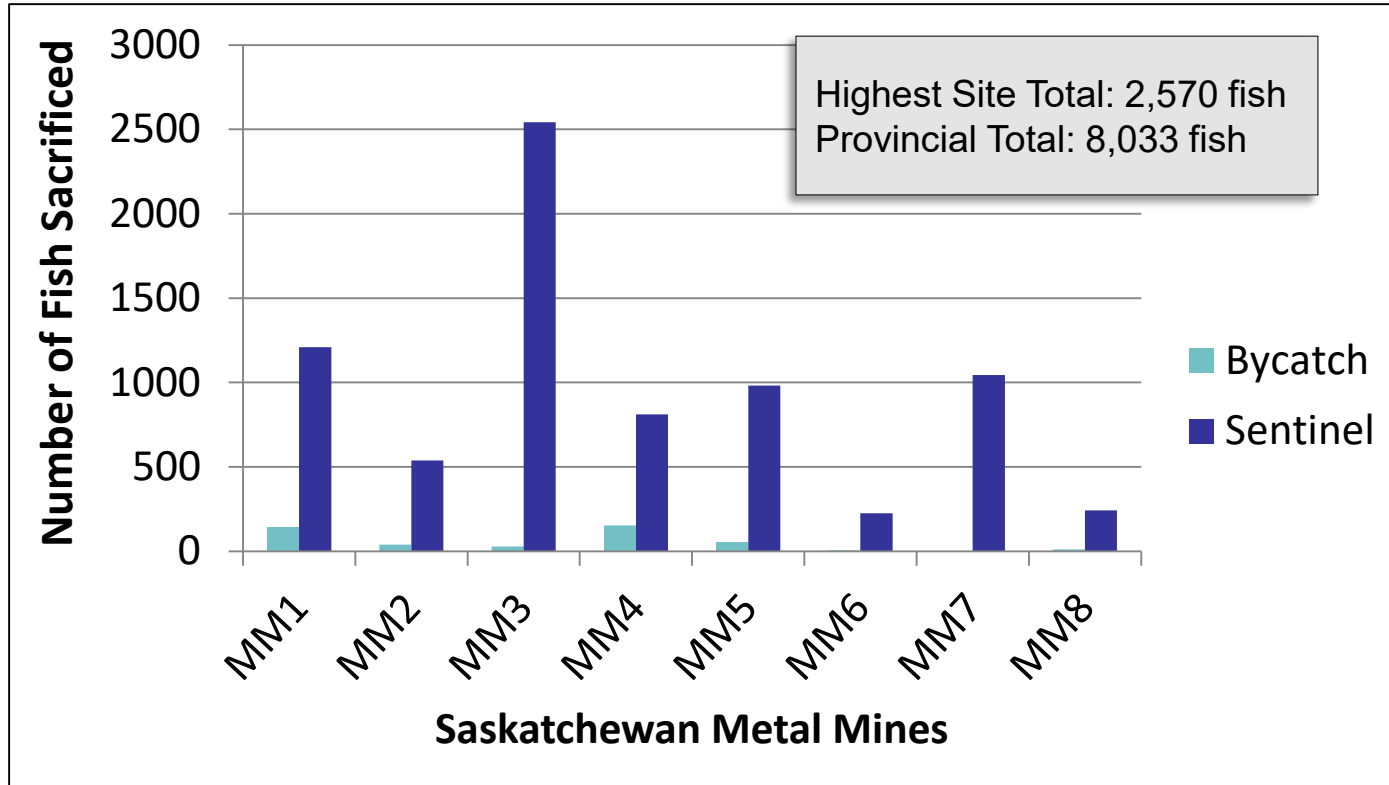 Number of Fish Sacrificed
3000
2500
2000
1500
1000
500
0
Highest Site Total: 2,570 fish
Provincial Total: 8,033 fish
Bycatch
Sentinel
MM1
MM2
MM3
MM4
MM5
MM6
MM7
MM8
Saskatchewan Metal Mines